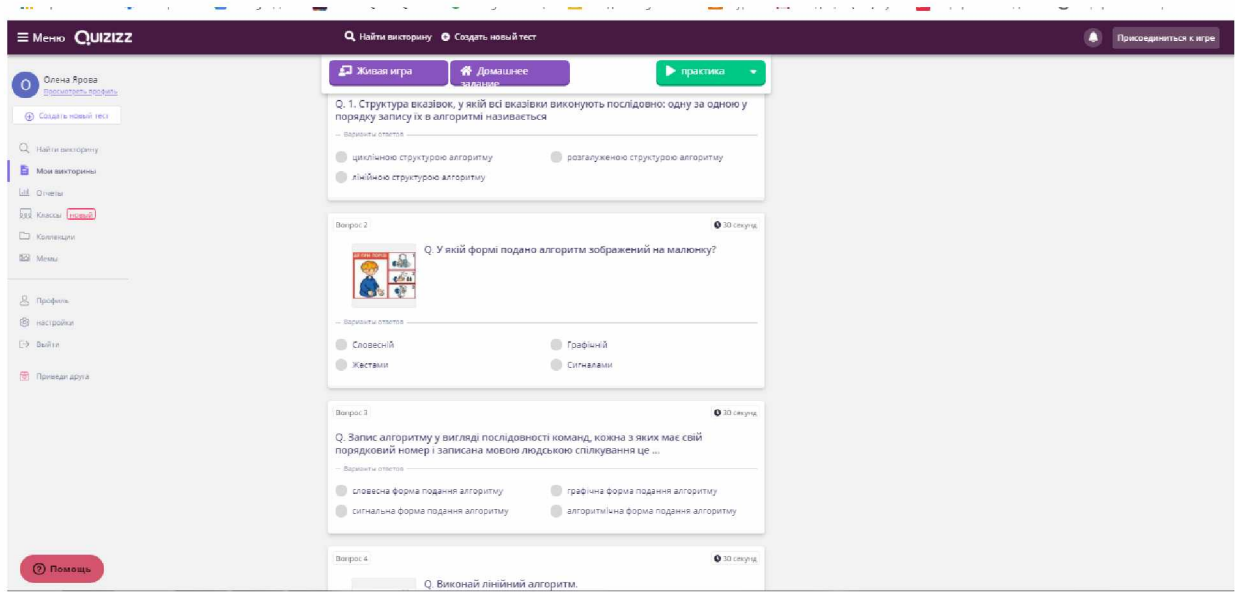 ☰ Меню QUIZIZZ
Найти викторину Создать новый тест
Присоединиться к игре
О
Олена Ярова
Просмотреть профиль
Создать новый тест
Найти викторину
Мои викторины
Отчеты
Классы новый
Коллекции
Мемы
Профиль
настройки
Выйти
Приведи друга
Помощь
Живая игра
Домашнее
задание
практика
Q. 1. Структура вказівок, у якій всі вказівки виконують послідовно: одну за одною у
порядку запису їх в алгоритмі називається
Варианты ответов
циклічною структурою алгоритму
розгалуженою структурою алгоритму
лінійною структурою алгоритму
Вопрос 2
30 секунд
Q. У якій формі подано алгоритм зображений на малюнку?
Варианты ответов
Словесній
Графічній
Жестами
Сигналами
Вопрос 3
30 секунд
Q. Запис алгоритму у вигляді послідовності команд, кожна з яких має свій
порядковий номер і записана мовою людською спілкування це ...
Варианты ответов
словесна форма подання алгоритму
графічна форма подання алгоритму
сигнальна форма подання алгоритму
алгоритмічна форма подання алгоритму
Вопрос 4
30 секунд
Q. Виконай лінійний алгоритм.